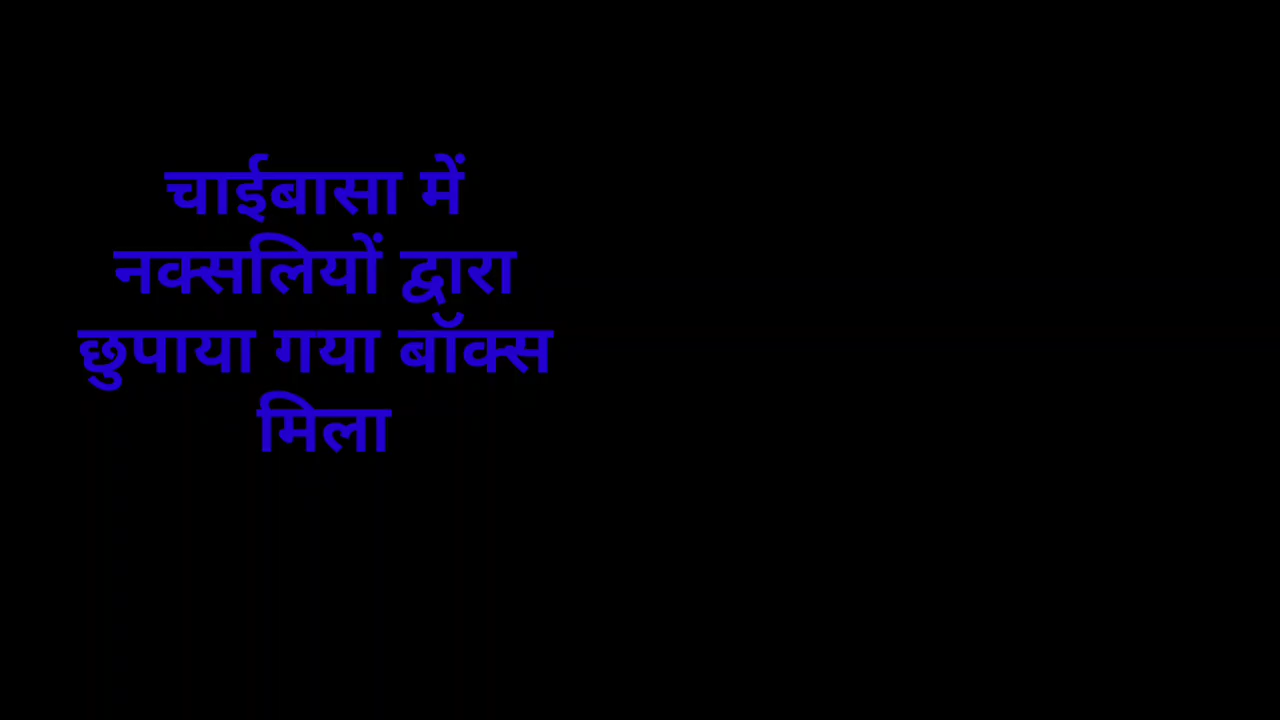 चाईबासा में
नक्सलियों द्वारा
छुपाया गया बॉक्स
मिला